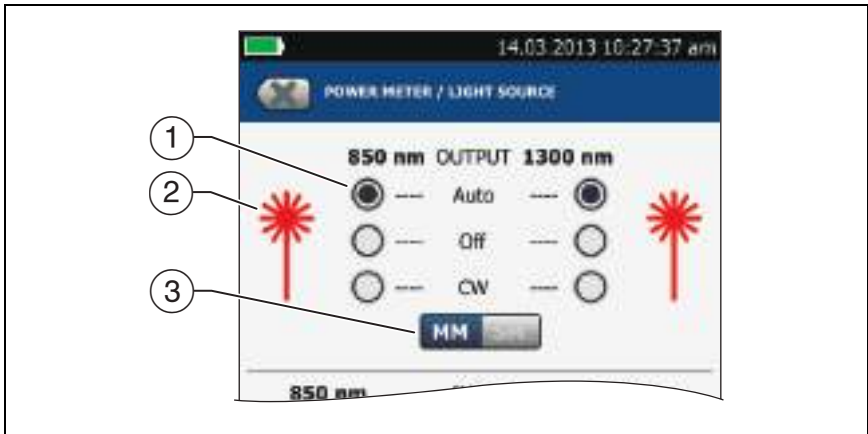 14.03 2013 10:27:37 am
POWER METER / LIGHT SOURCE
1
850 nm OUTPUT 1300 nm
2
---- Auto ----
---- Off ----
3
---- CW ----
MM
850 nm